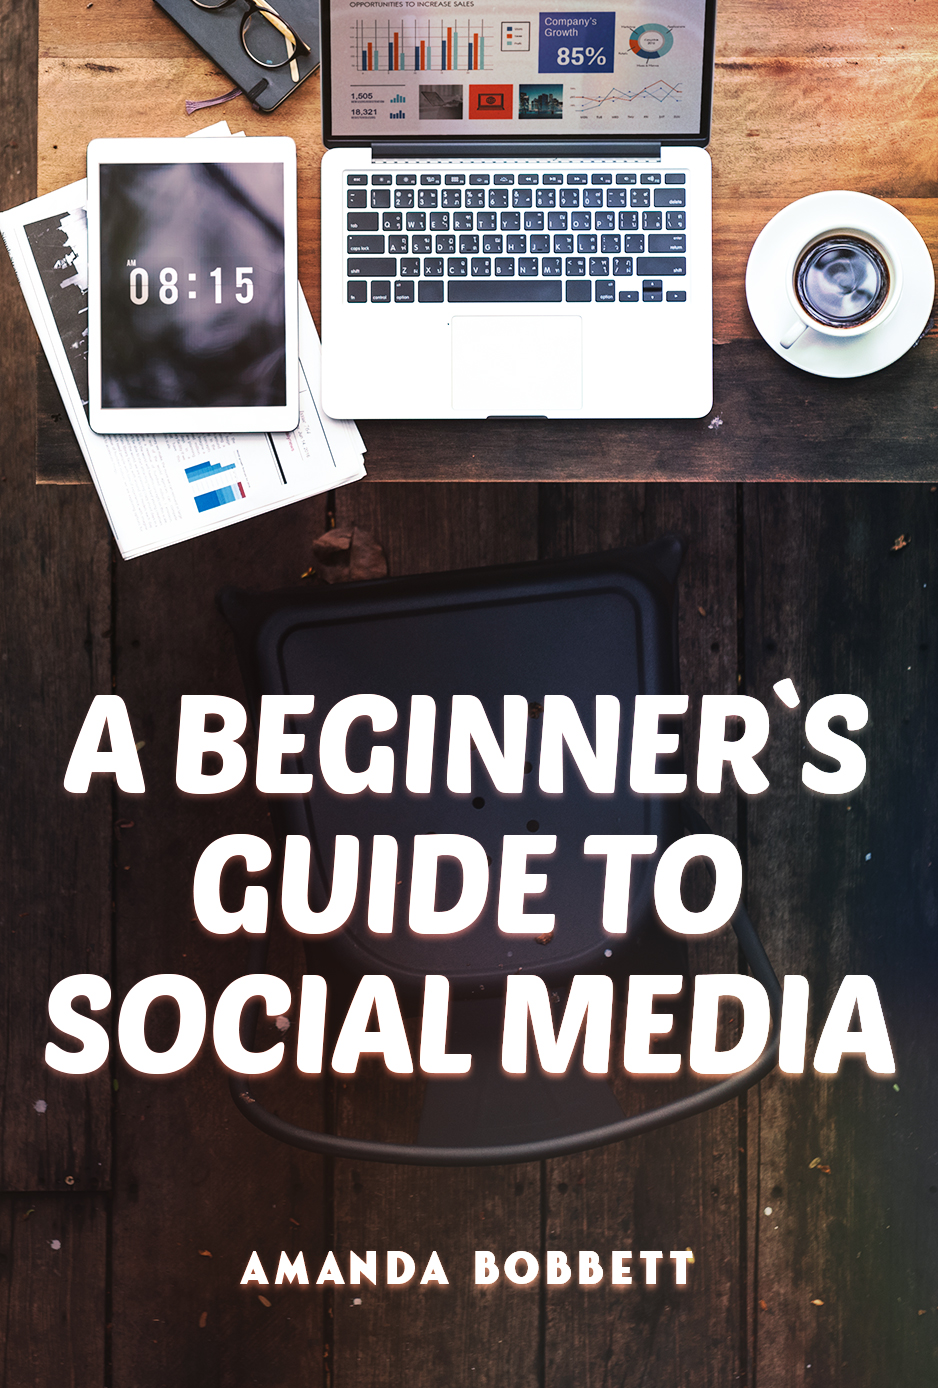 OPPORTUNITIES TO INCREASE SALES
Company's
Growth
85%
1,505
18,321
AM
08:15
A BEGINNER`S
GUIDE TO
SOCIAL MEDIA
AMANDA BOBBETT